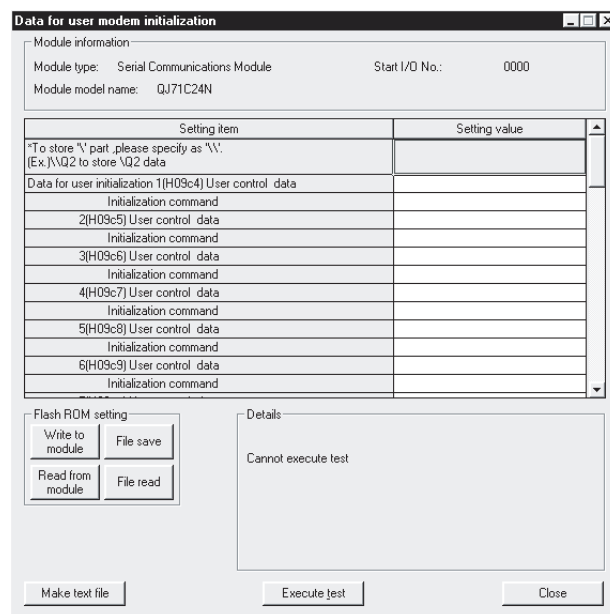 Data for user modem initialization
Module information
Module type: Serial Communications Module Start I/O No.: 0000
Module model name: QJ71C24N
Setting item Setting value
*To store "\" part ,please specify as "\\".
(Ex.)\\Q2 to store \Q2 data
Data for user initialization 1(H09c4) User control data
Initialization command
2(H09c5) User control data
Initialization command
3(H09c6) User control data
Initialization command
4(H09c7) User control data
Initialization command
5(H09c8) User control data
Initialization command
6(H09c9) User control data
Initialization command
Flash ROM setting
Write to
module
File save
Read from
module
File read
Details
Cannot execute test
Make text file Execute test Close